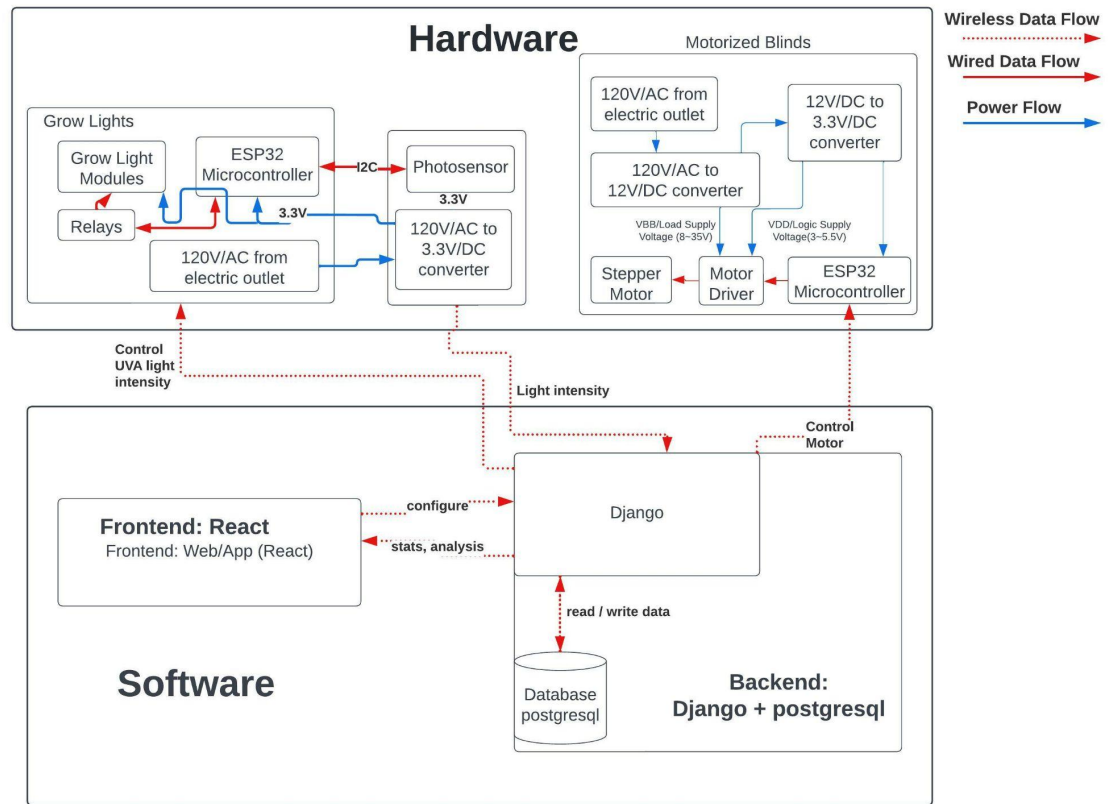 Hardware
Wireless Data Flow
Wired Data Flow
Power Flow
Motorized Blinds
120V/AC from
electric outlet
12V/DC to
3.3V/DC
converter
120V/AC to
12V/DC converter
VBB/Load Supply
Voltage (8~35V)
VDD/Logic Supply
Voltage(3~5.5V)
Stepper
Motor
Motor
Driver
ESP32
Microcontroller
Grow Lights
Grow Light
Modules
ESP32
Microcontroller
I2C
Photosensor
Relays
3.3V
3.3V
120V/AC to
3.3V/DC
converter
120V/AC from
electric outlet
Control
UVA light
intensity
Light intensity
Control
Motor
Frontend: React
Frontend: Web/App (React)
configure
stats, analysis
Django
read / write data
Database
postgresql
Backend:
Django + postgresql
Software